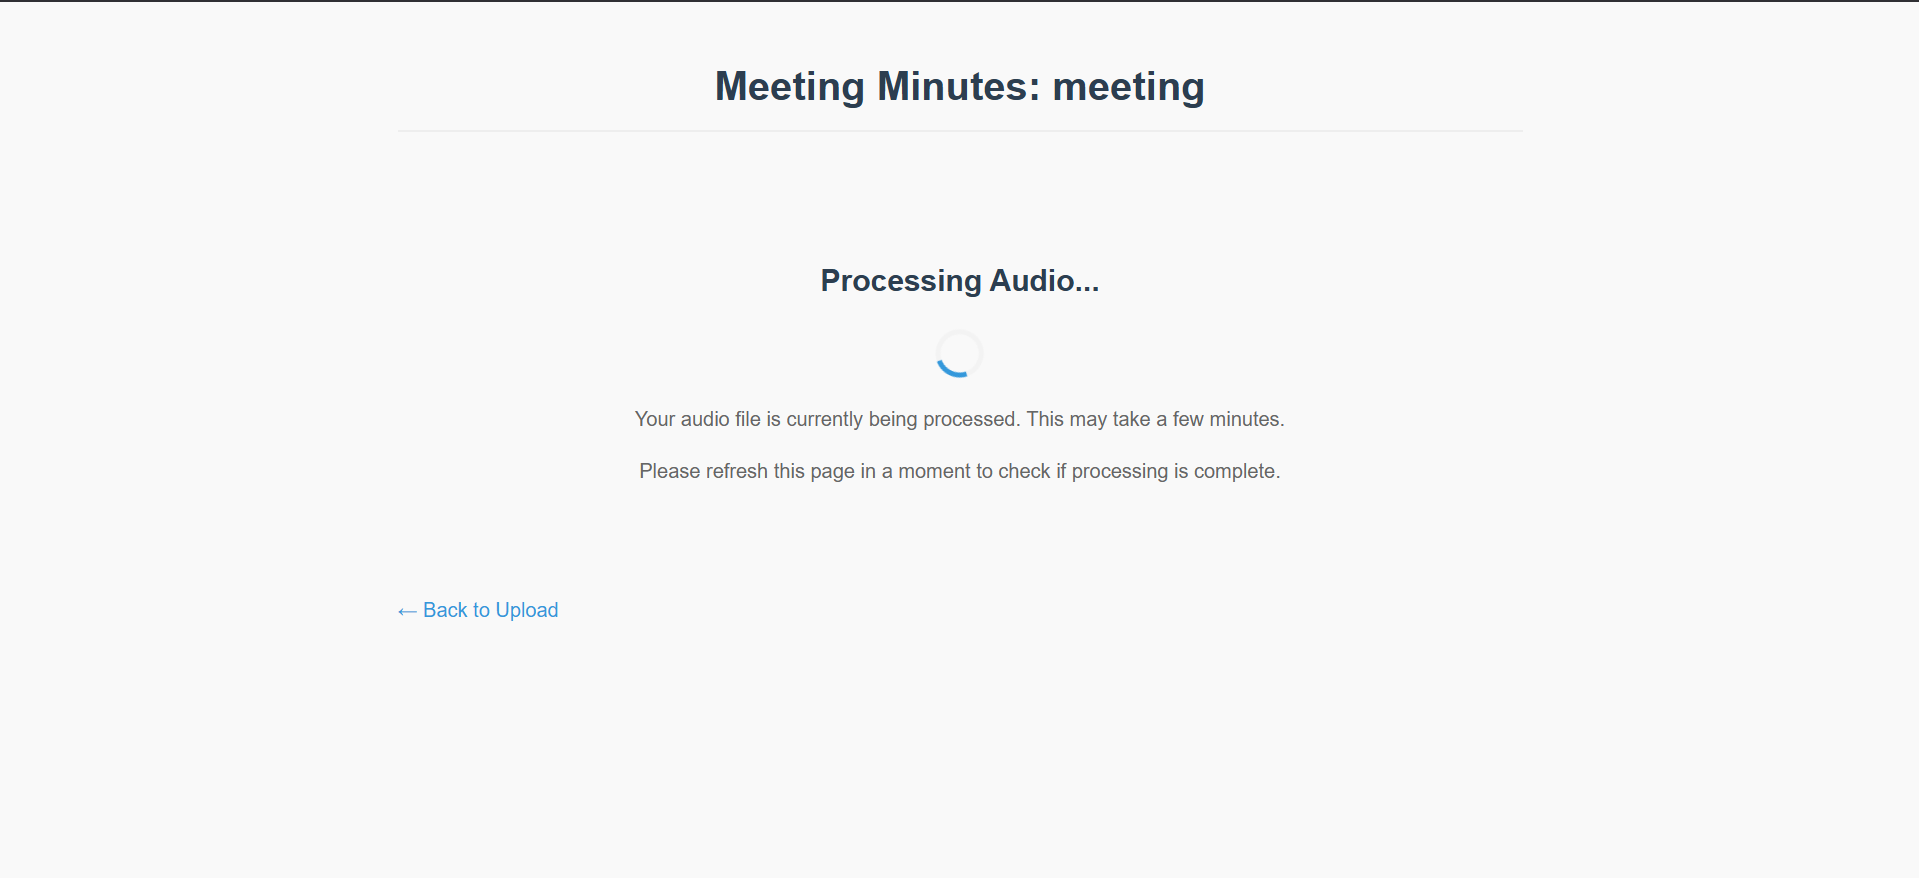 Meeting Minutes: meeting
Processing Audio...
Your audio file is currently being processed. This may take a few minutes.
Please refresh this page in a moment to check if processing is complete.
← Back to Upload